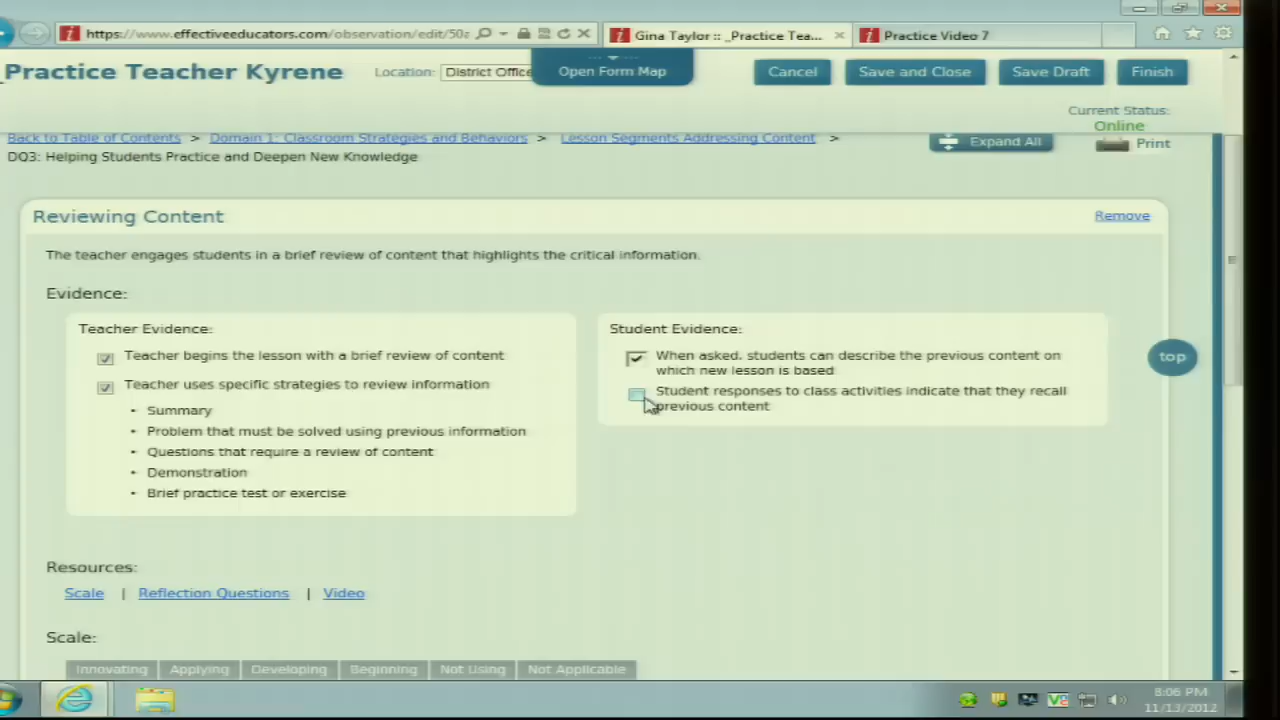 https://www.effectiveeducators.com/observation/edit/50a
Gina Taylor :: _Practice Tea...
Practice Video 7
_Practice Teacher Kyrene
Location:
District Office
Open Form Map
Cancel
Save and Close
Save Draft
Finish
Current Status:
Online
Back to Table of Contents > Domain 1: Classroom Strategies and Behaviors > Lesson Segments Addressing Content >
Expand All
Print
DQ3: Helping Students Practice and Deepen New Knowledge
Reviewing Content
Remove
The teacher engages students in a brief review of content that highlights the critical information.
Evidence:
Teacher Evidence:
Teacher begins the lesson with a brief review of content
Teacher uses specific strategies to review information
• Summary
• Problem that must be solved using previous information
• Questions that require a review of content
• Demonstration
• Brief practice test or exercise
Student Evidence:
When asked, students can describe the previous content on
which new lesson is based
Student responses to class activities indicate that they recall
previous content
top
Resources:
Scale | Reflection Questions | Video
Scale:
Innovating
Applying
Developing
Beginning
Not Using
Not Applicable
8:06 PM
11/13/2012